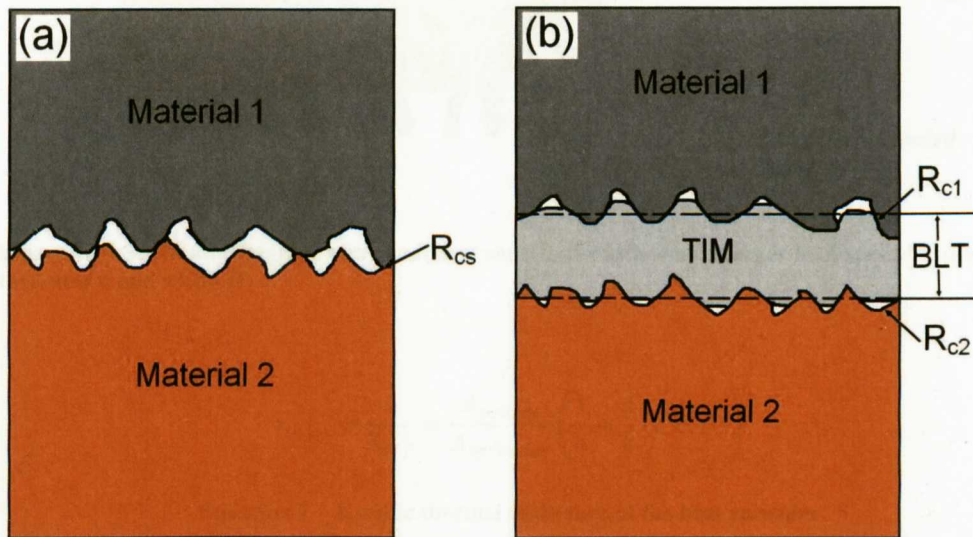 (a)
Material 1
R_cs
Material 2
(b)
Material 1
R_c1
TIM
BLT
R_c2
Material 2